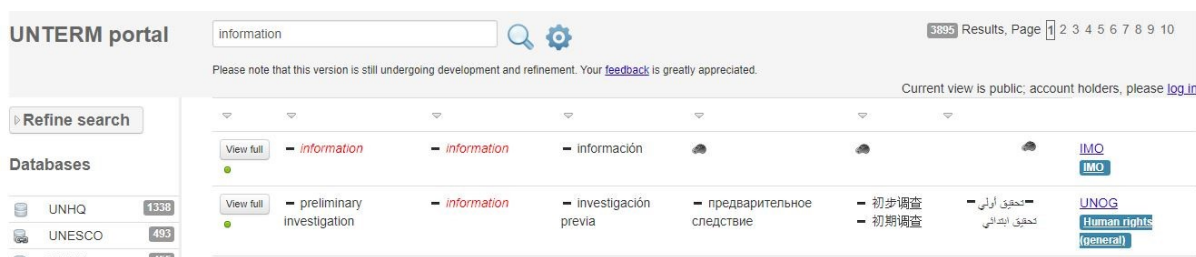 UNTERM portal
information
3895 Results, Page 1 2 3 4 5 6 7 8 9 10
Please note that this version is still undergoing development and refinement. Your feedback is greatly appreciated.
Current view is public; account holders, please log in
Refine search
Databases
UNHQ 1338
UNESCO 493
View full
– information
– information
– información
IMO
IMO
View full
– preliminary
investigation
– information
– investigación
previa
– предварительное
следствие
– 初步调查
– 初期调查
– تحقيق أولي –
تحقيق ابتدائي
UNOG
Human rights
(general)